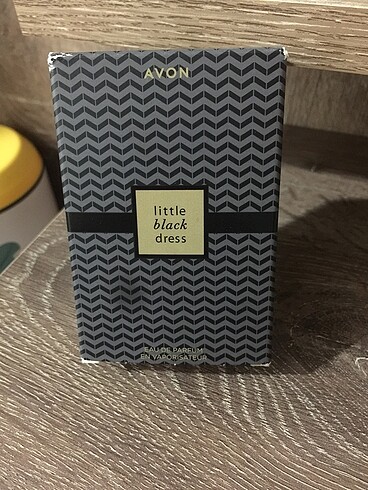 AVON
little
black
dress
EAU DE PARFUM
EN VAPORISATEUR